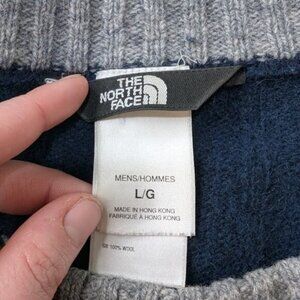 THE
NORTH
FACE
MENS/HOMMES
L/G
MADE IN HONG KONG
FABRIQUÉ À HONG KONG
100% WOOL